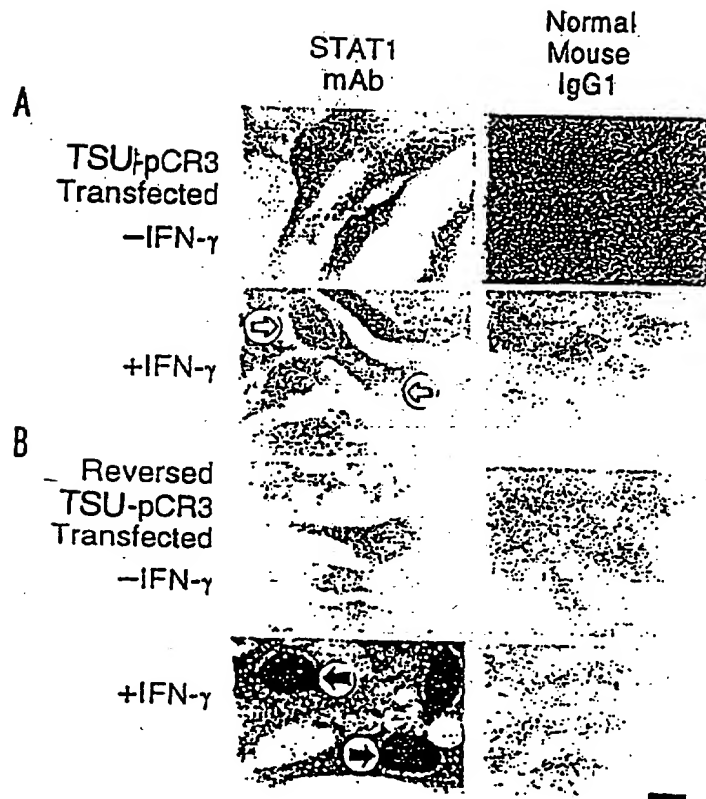 STAT1
mAb
Normal
Mouse
IgG1
A
TSU-pCR3
Transfected
−IFN-γ
+IFN-γ
B
Reversed
TSU-pCR3
Transfected
−IFN-γ
+IFN-γ